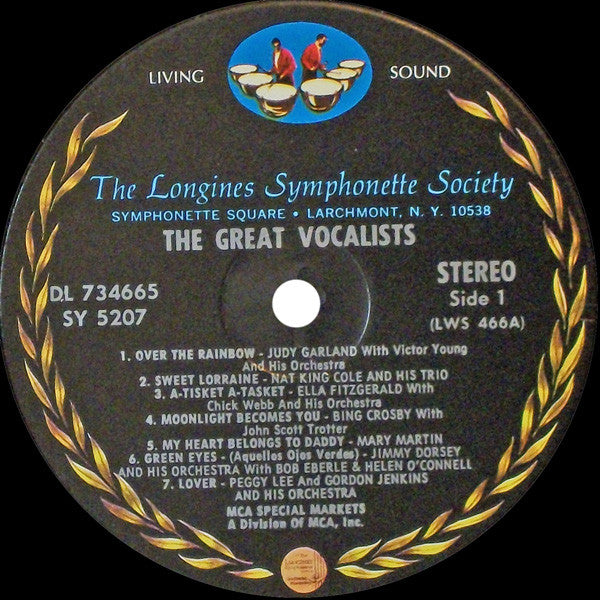 LIVING SOUND
The Longines Symphonette Society
SYMPHONETTE SQUARE • LARCHMONT, N. Y. 10538
THE GREAT VOCALISTS
DL 734665
SY 5207
STEREO
Side 1
(LWS 466A)
1. OVER THE RAINBOW - JUDY GARLAND With Victor Young
And His Orchestra
2. SWEET LORRAINE - NAT KING COLE AND HIS TRIO
3. A-TISKET A-TASKET - ELLA FITZGERALD With
Chick Webb And His Orchestra
4. MOONLIGHT BECOMES YOU - BING CROSBY With
John Scott Trotter
5. MY HEART BELONGS TO DADDY - MARY MARTIN
6. GREEN EYES - (Aquellos Ojos Verdes) - JIMMY DORSEY
AND HIS ORCHESTRA With BOB EBERLE & HELEN O'CONNELL
7. LOVER - PEGGY LEE And GORDON JENKINS
AND HIS ORCHESTRA
MCA SPECIAL MARKETS
A Division Of MCA, Inc.